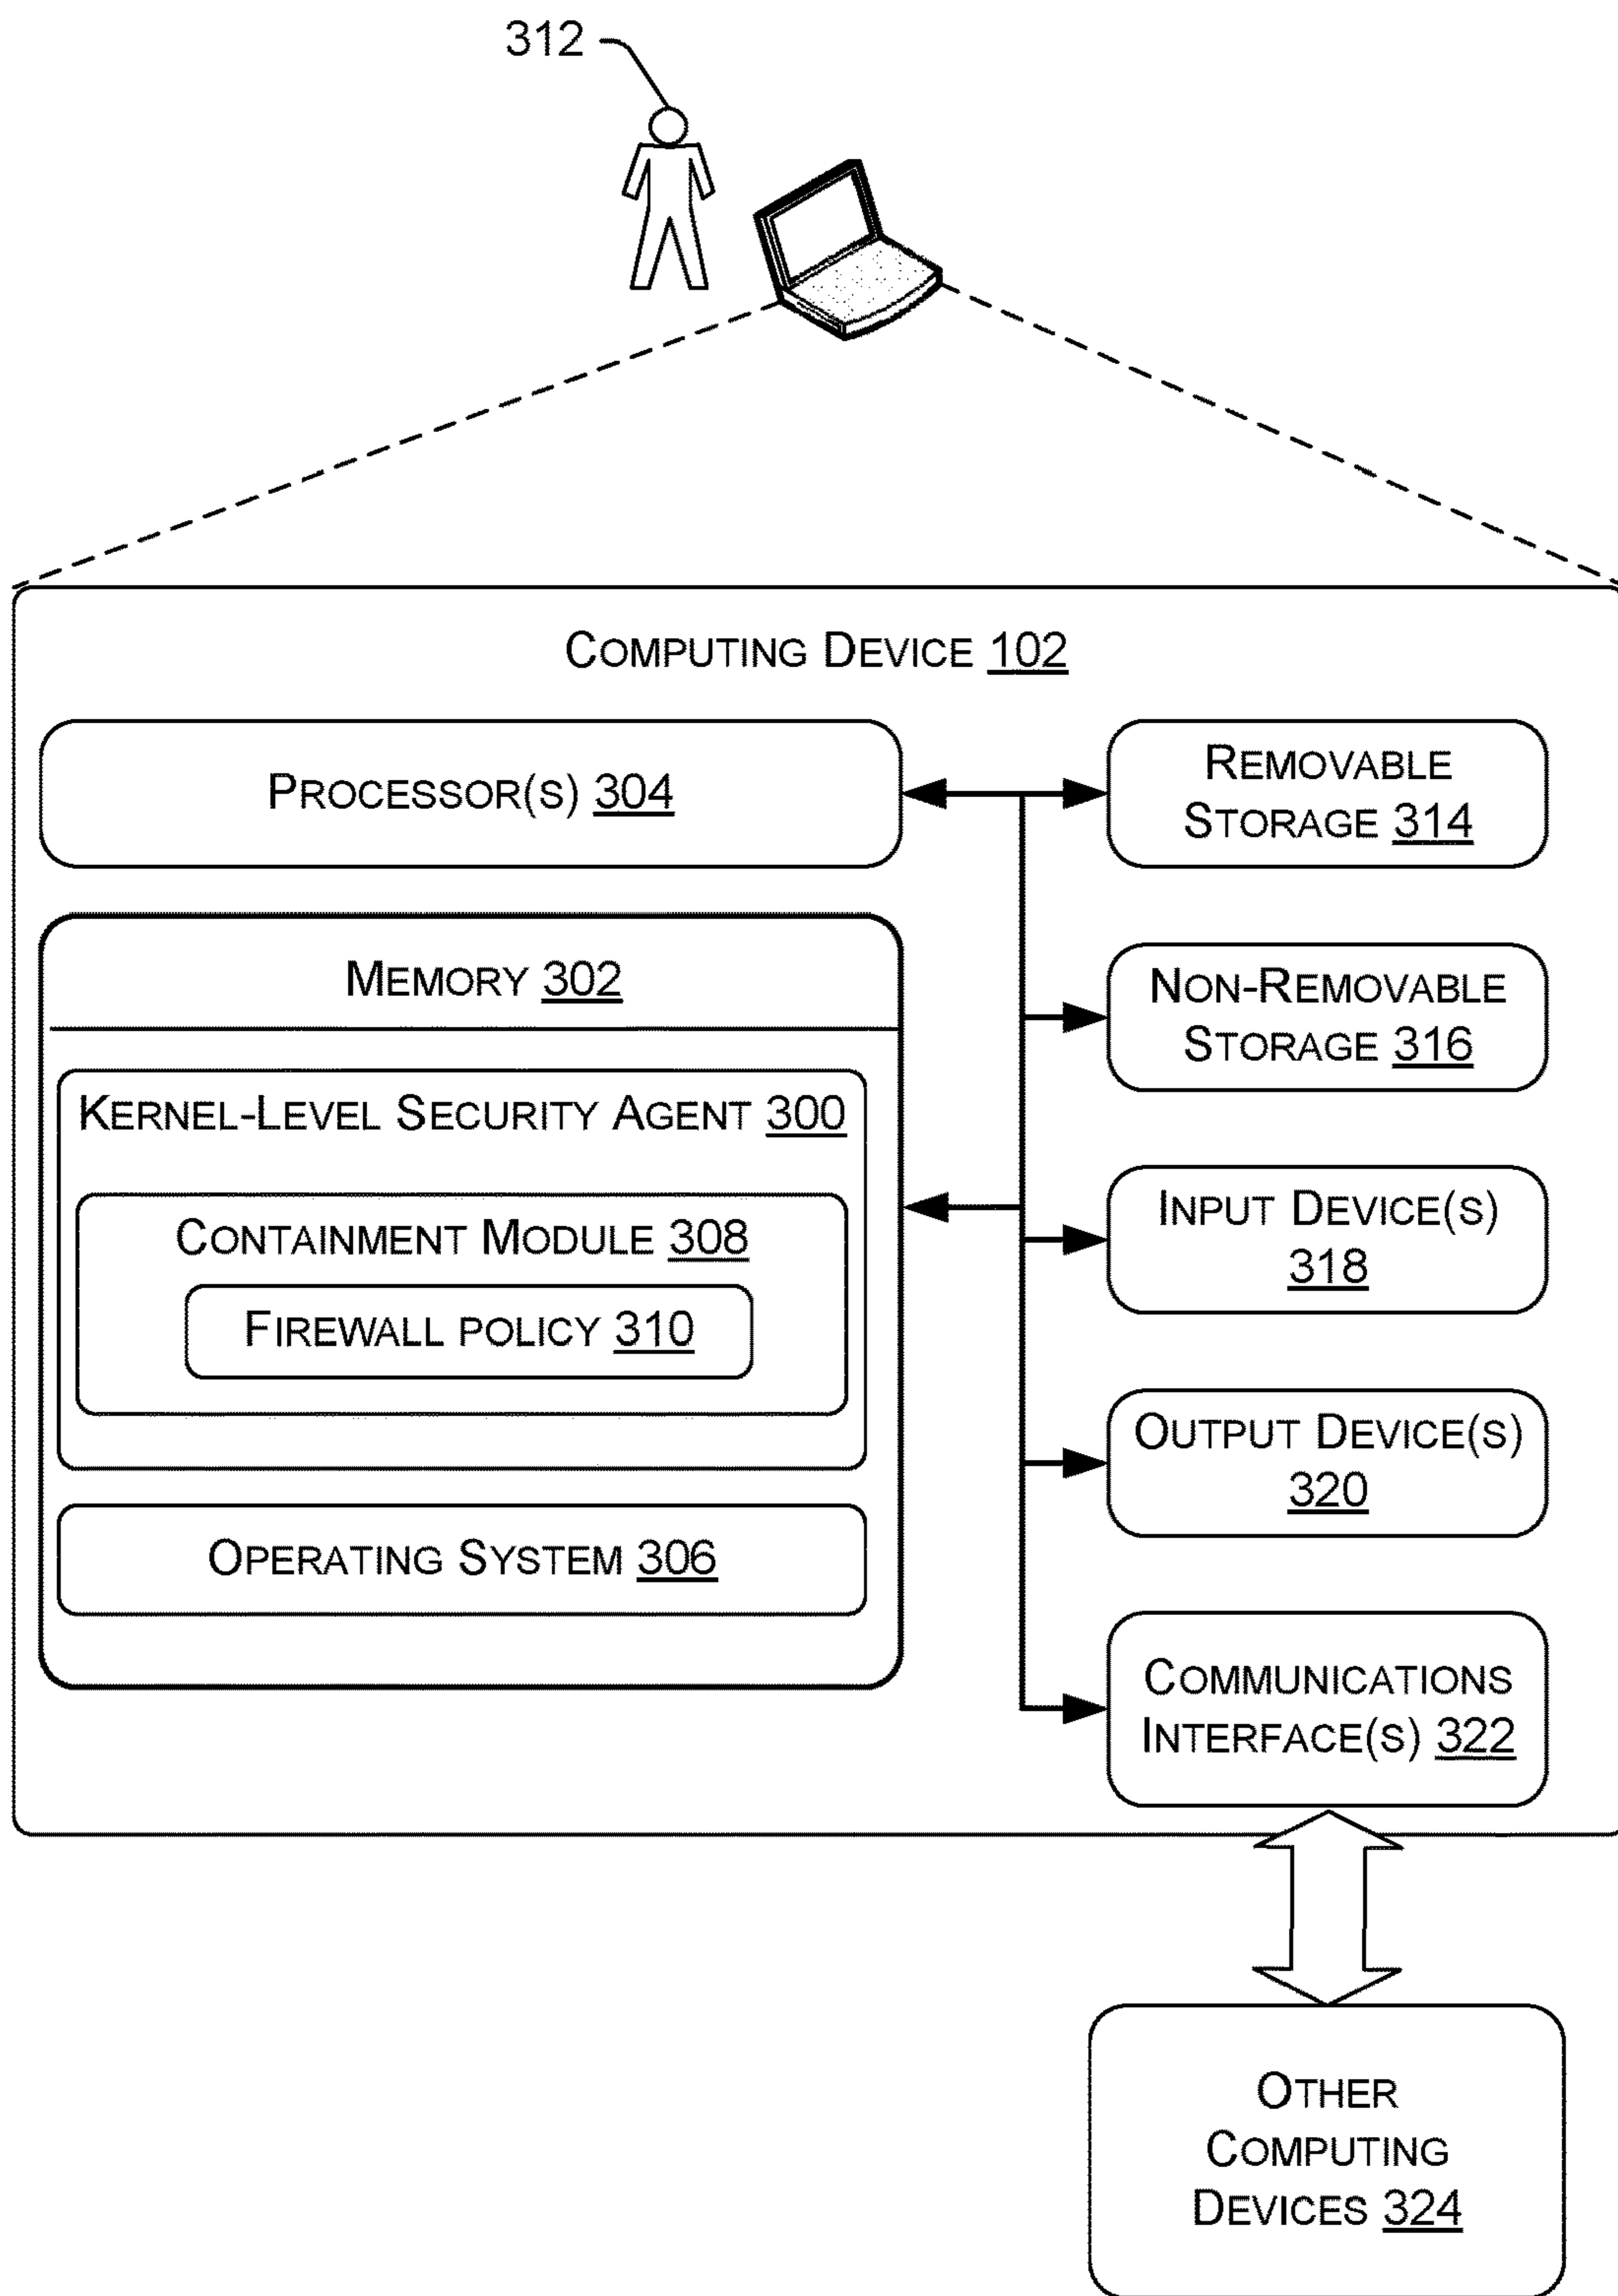 312
COMPUTING DEVICE 102
PROCESSOR(S) 304
MEMORY 302
KERNEL-LEVEL SECURITY AGENT 300
CONTAINMENT MODULE 308
FIREWALL POLICY 310
OPERATING SYSTEM 306
REMOVABLE
STORAGE 314
NON-REMOVABLE
STORAGE 316
INPUT DEVICE(S)
318
OUTPUT DEVICE(S)
320
COMMUNICATIONS
INTERFACE(S) 322
OTHER
COMPUTING
DEVICES 324